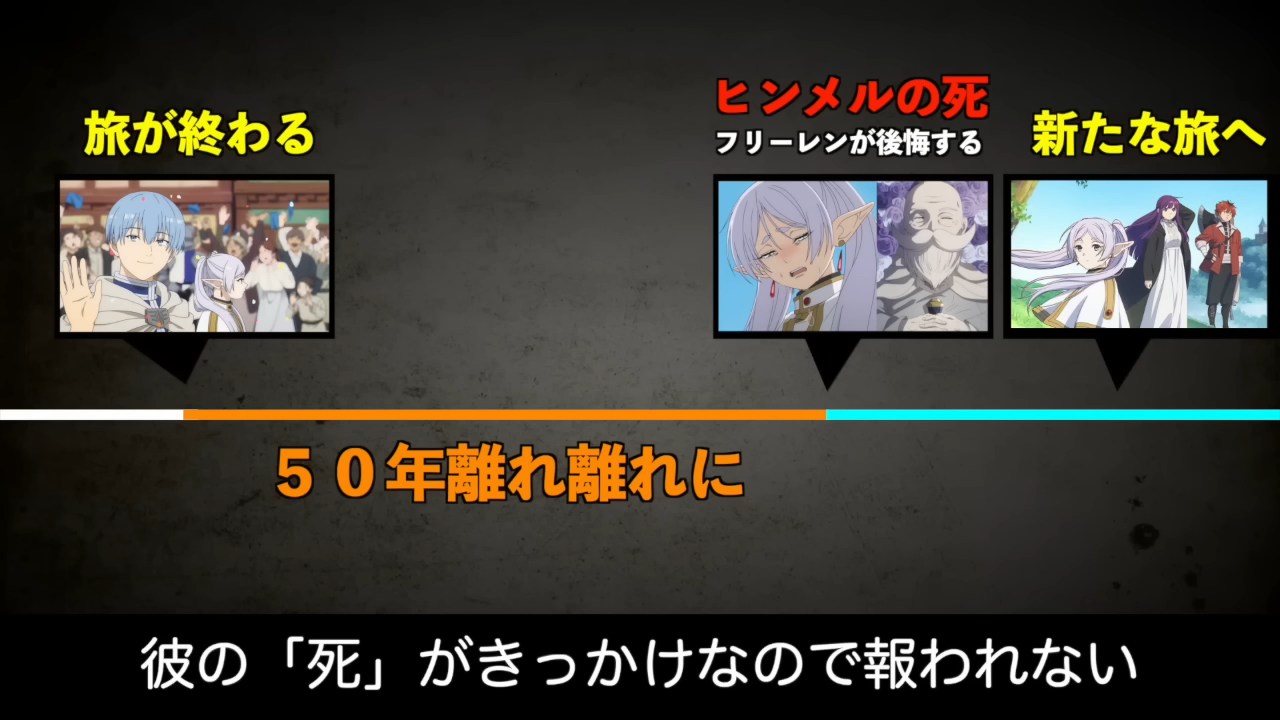 旅が終わる
ヒンメルの死
フリーレンが後悔する
新たな旅へ
５０年離れ離れに
彼の「死」がきっかけなので報われない